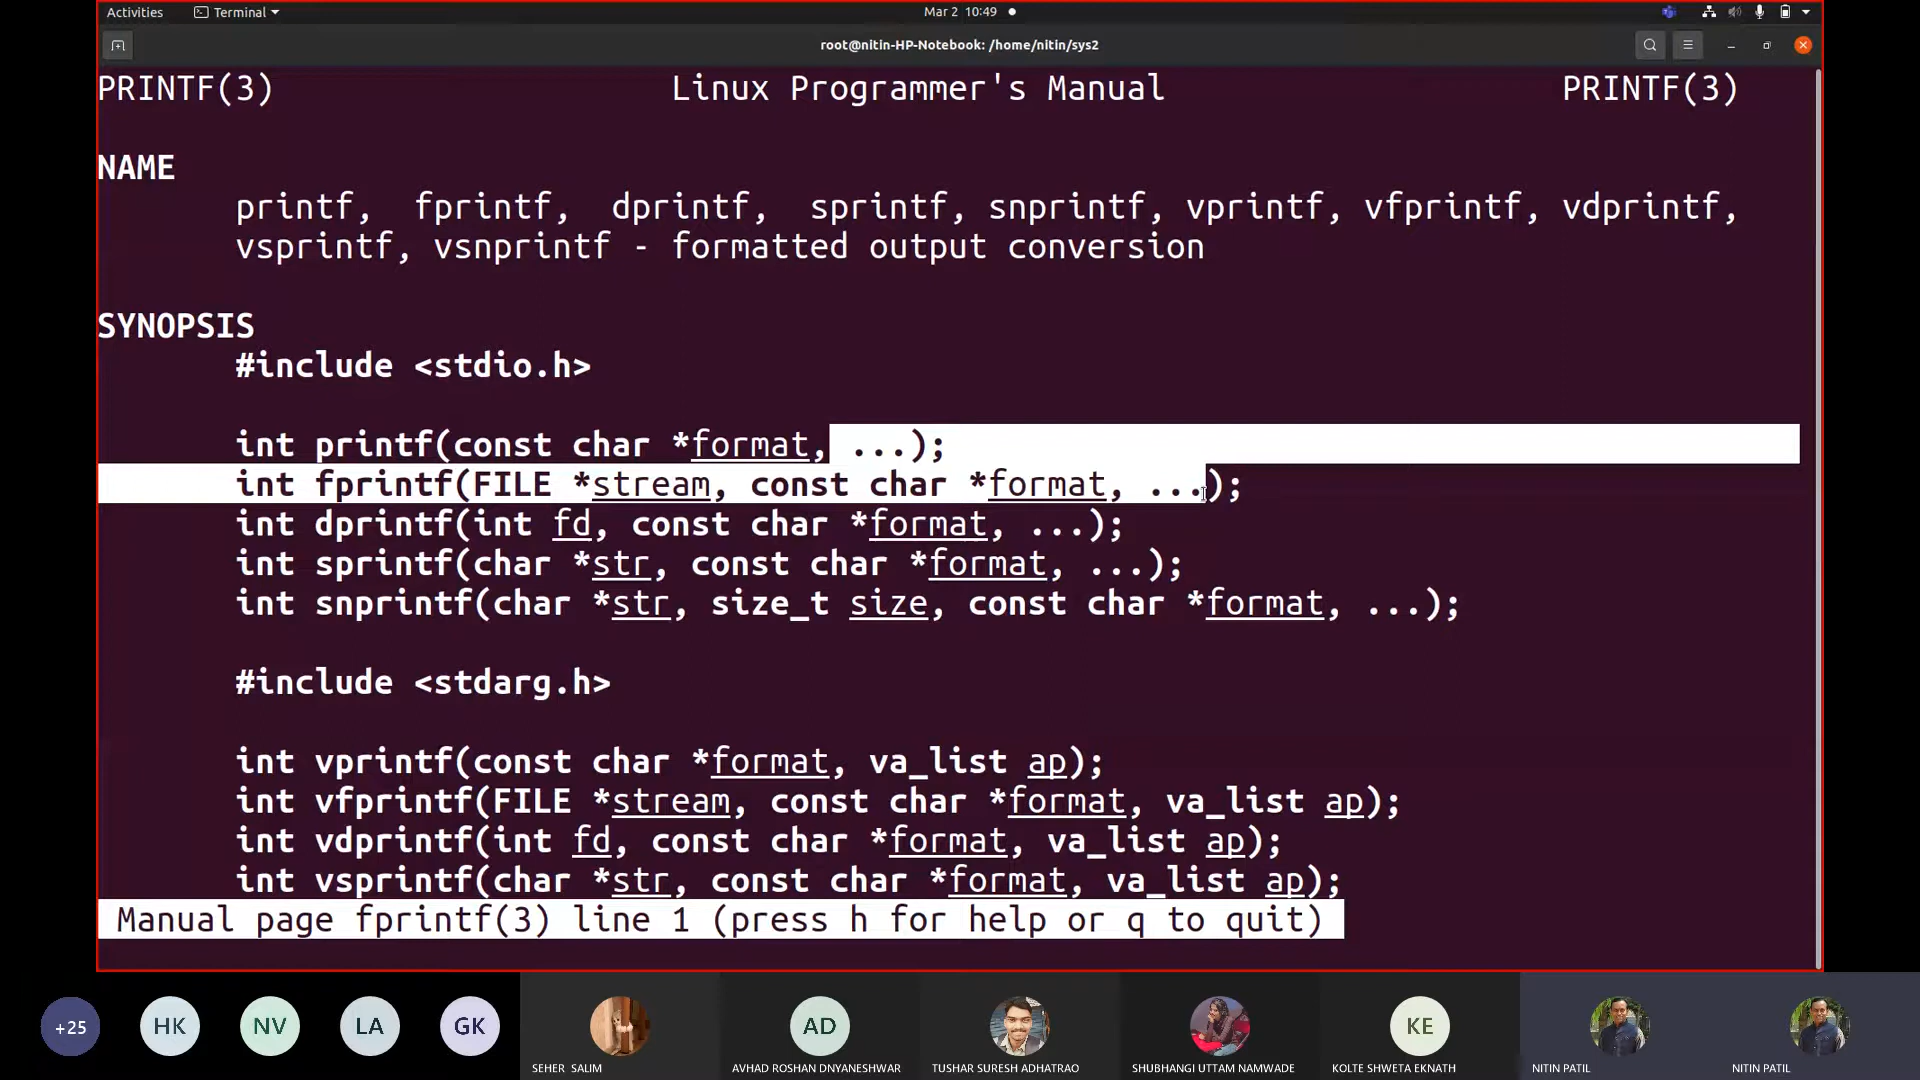 Activities Terminal Mar 2 10:49
root@nitin-HP-Notebook: /home/nitin/sys2
PRINTF(3) Linux Programmer's Manual PRINTF(3)
NAME
printf, fprintf, dprintf, sprintf, snprintf, vprintf, vfprintf, vdprintf,
vsprintf, vsnprintf - formatted output conversion
SYNOPSIS
#include <stdio.h>
int printf(const char *format, ...);
int fprintf(FILE *stream, const char *format, ...);
int dprintf(int fd, const char *format, ...);
int sprintf(char *str, const char *format, ...);
int snprintf(char *str, size_t size, const char *format, ...);
#include <stdarg.h>
int vprintf(const char *format, va_list ap);
int vfprintf(FILE *stream, const char *format, va_list ap);
int vdprintf(int fd, const char *format, va_list ap);
int vsprintf(char *str, const char *format, va_list ap);
Manual page fprintf(3) line 1 (press h for help or q to quit)
+25 HK NV LA GK AD KE
SEHER SALIM AVHAD ROSHAN DNYANESHWAR TUSHAR SURESH ADHATRAO SHUBHANGI UTTAM NAMWADE KOLTE SHWETA EKNATH NITIN PATIL NITIN PATIL